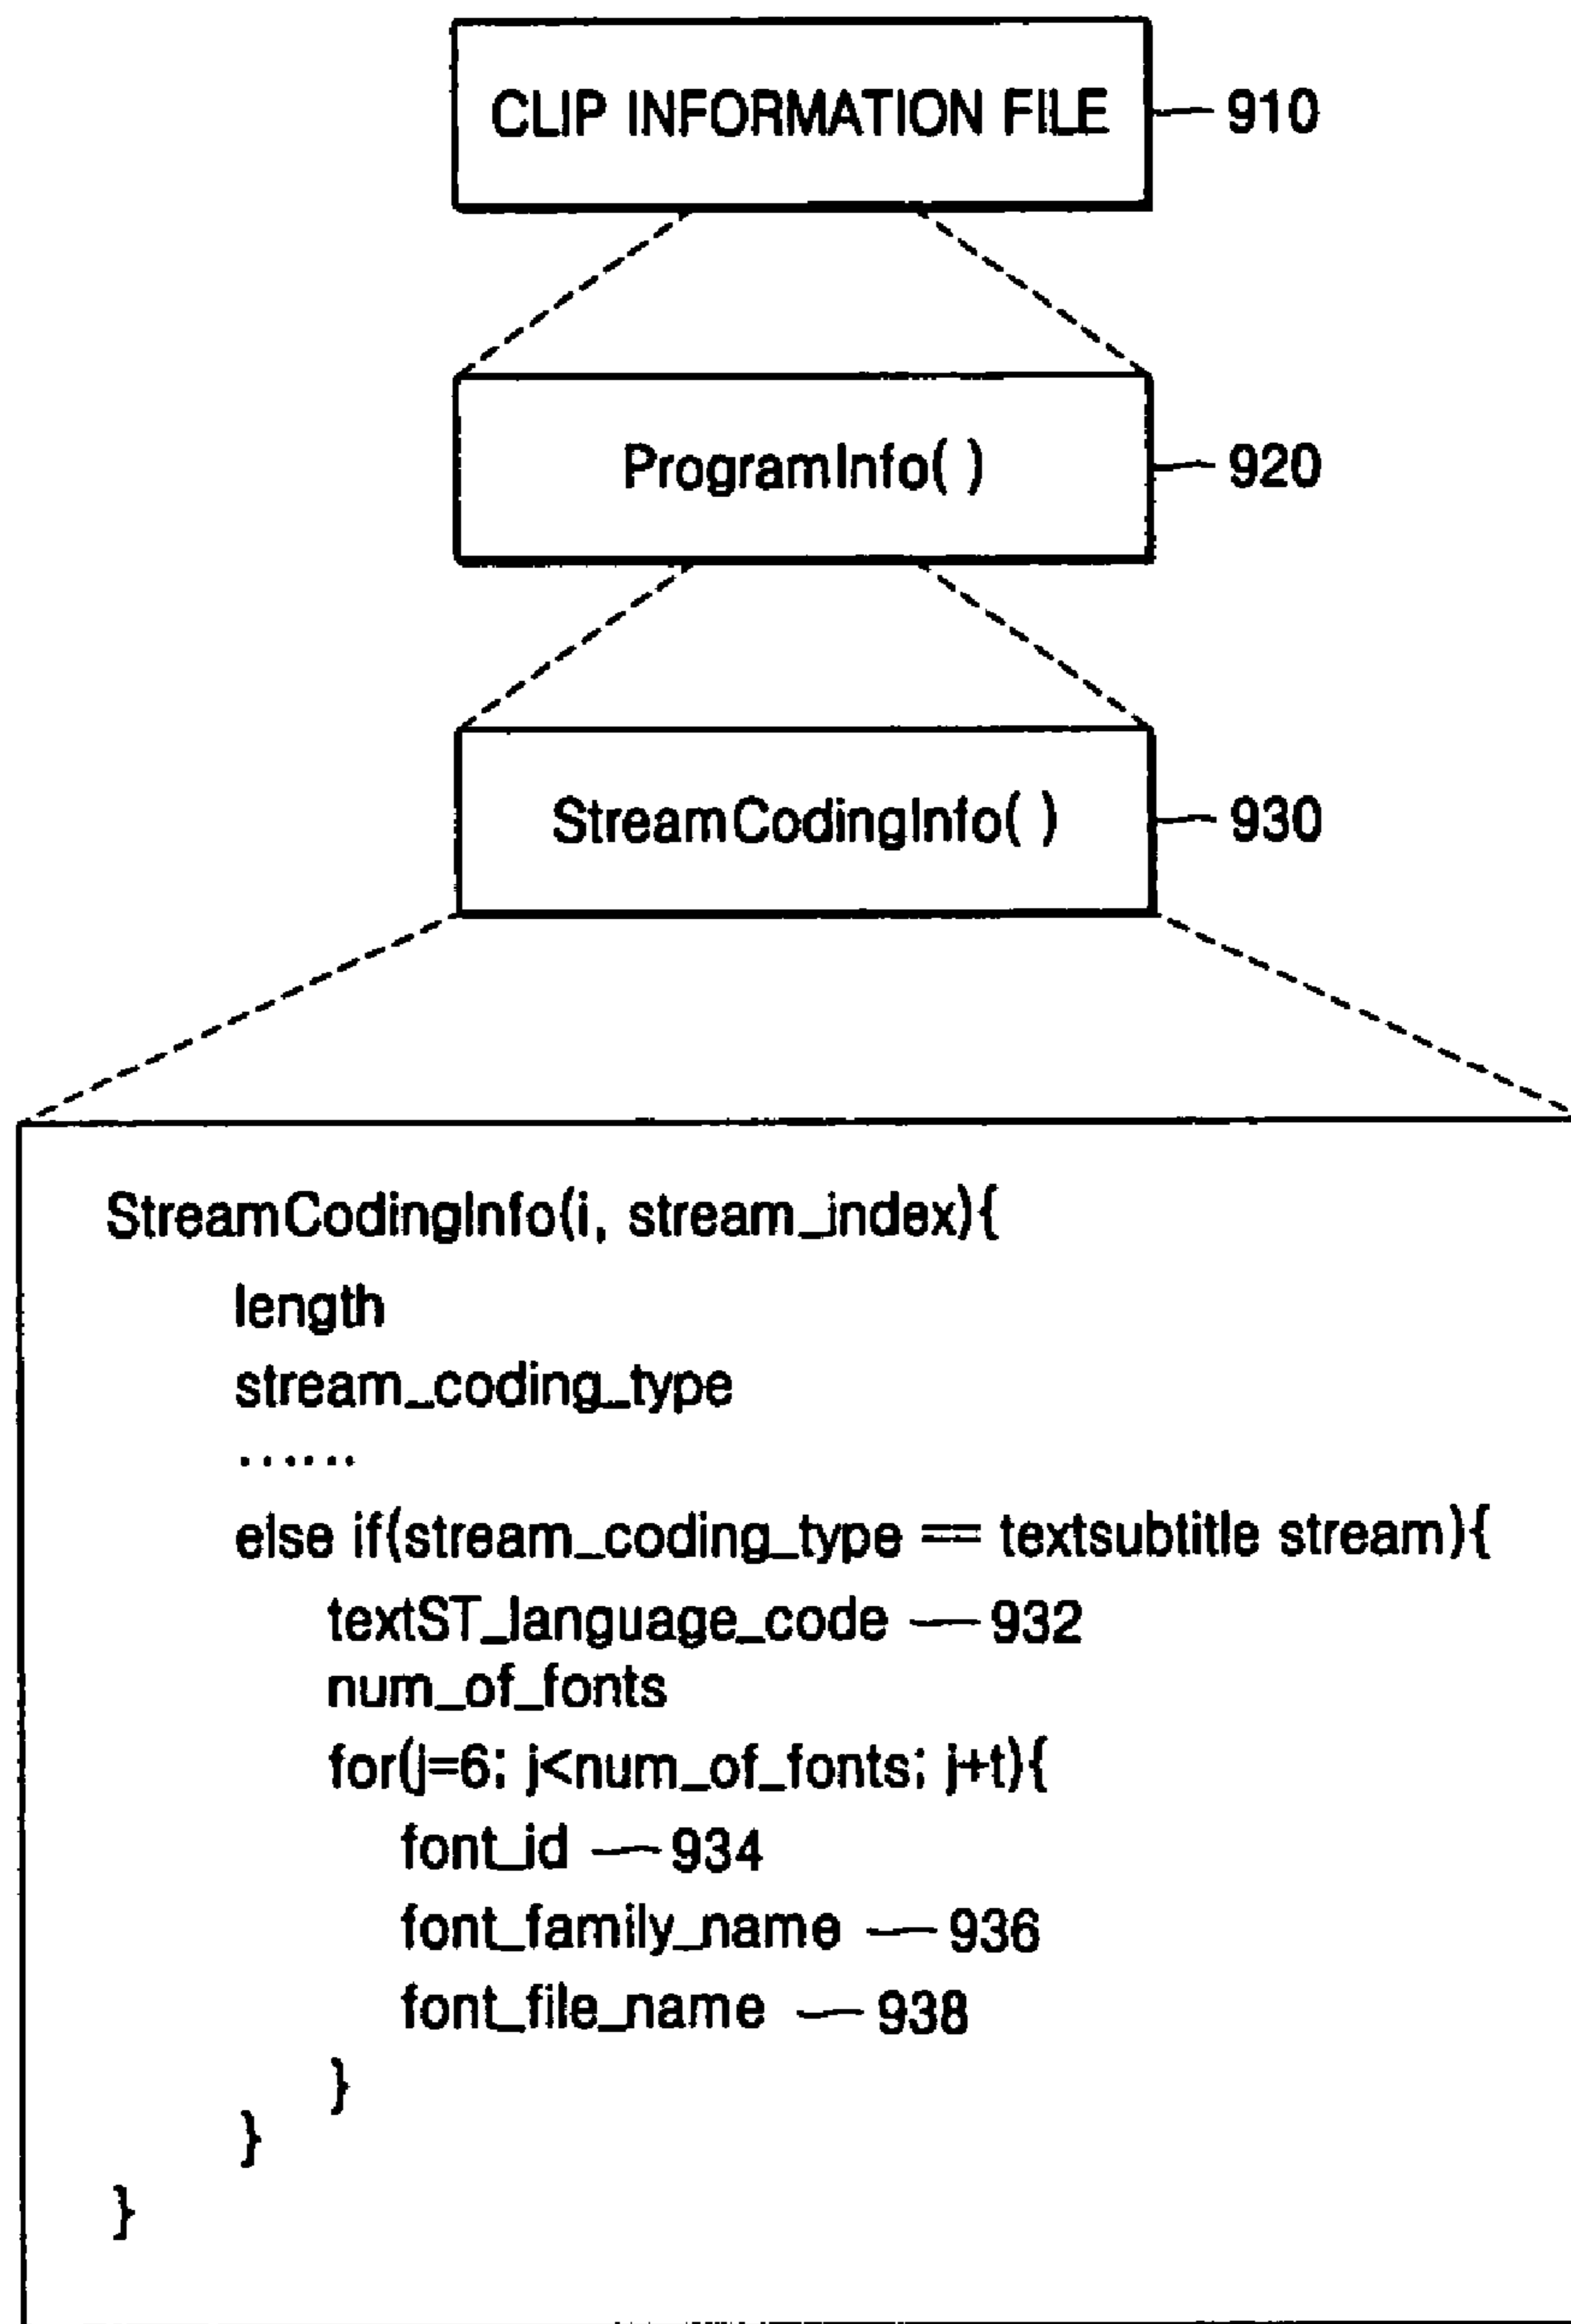 CLIP INFORMATION FILE 910
ProgramInfo( ) 920
StreamCodingInfo( ) 930
StreamCodingInfo(i, stream_index){
length
stream_coding_type
······
else if(stream_coding_type == textsubtitle stream){
textST_language_code 932
num_of_fonts
for(j=6; j<num_of_fonts; j+t){
font_id 934
font_family_name 936
font_file_name 938
}
}
}